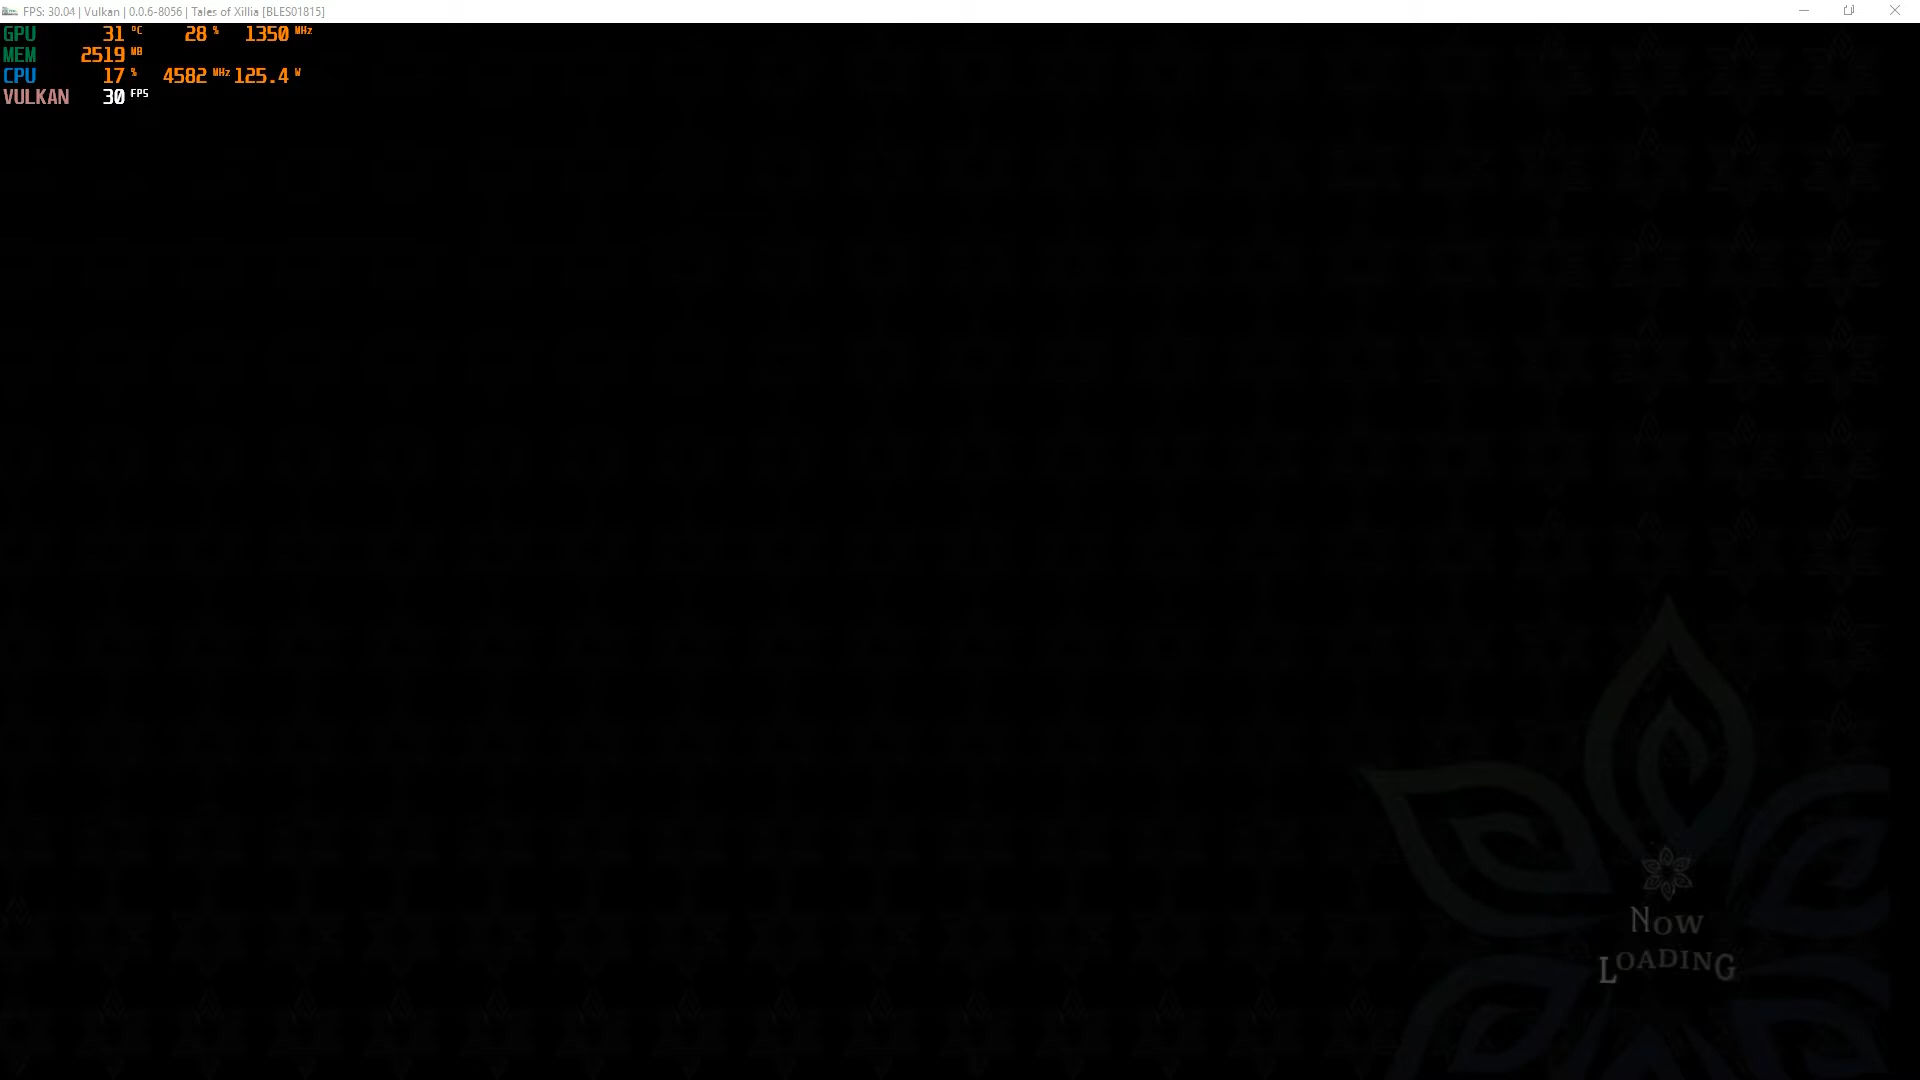 FPS: 30.04 | Vulkan | 0.0.6-8056 | Tales of Xillia [BLES01815]
GPU 31 °C 28 % 1350 MHz
MEM 2519 MB
CPU 17 % 4582 MHz 125.4 W
VULKAN 30 FPS
NOW
LOADING